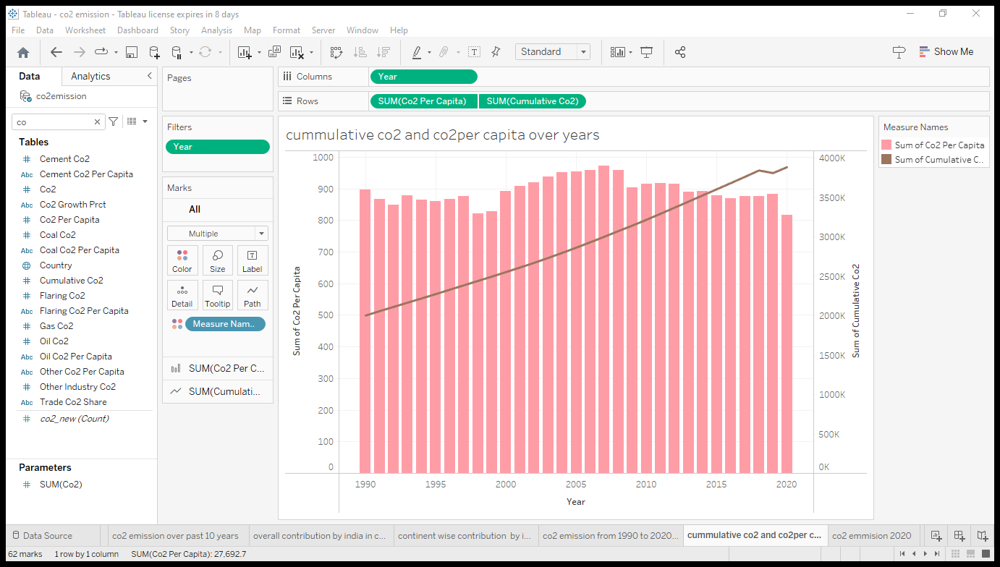 Tableau - co2 emission - Tableau license expires in 8 days
File Data Worksheet Dashboard Story Analysis Map Format Server Window Help
Standard
Show Me
Data Analytics
co2emission
co
Tables
Cement Co2
Abc Cement Co2 Per Capita
Co2
Abc Co2 Growth Prct
Co2 Per Capita
Coal Co2
Abc Coal Co2 Per Capita
Country
Cumulative Co2
Flaring Co2
Abc Flaring Co2 Per Capita
Gas Co2
Oil Co2
Abc Oil Co2 Per Capita
Abc Other Co2 Per Capita
Other Industry Co2
Abc Trade Co2 Share
co2_new (Count)
Parameters
SUM(Co2)
Pages
Filters
Year
Marks
All
Multiple
Color Size Label
Detail Tooltip Path
Measure Nam..
SUM(Co2 Per C...
SUM(Cumulati...
Columns Year
Rows SUM(Co2 Per Capita) SUM(Cumulative Co2)
cummulative co2 and co2per capita over years
Sum of Co2 Per Capita
1000
900
800
700
600
500
400
300
200
100
0
4000K
3500K
3000K
2500K
2000K
1500K
1000K
500K
0K
Sum of Cumulative Co2
1990 1995 2000 2005 2010 2015 2020
Year
Measure Names
Sum of Co2 Per Capita
Sum of Cumulative C..
Data Source co2 emission over past 10 years overall contribution by india in c... continent wise contribution by i... co2 emission from 1990 to 2020... cummulative co2 and co2per c... co2 emmision 2020
62 marks 1 row by 1 column SUM(Co2 Per Capita): 27,692.7